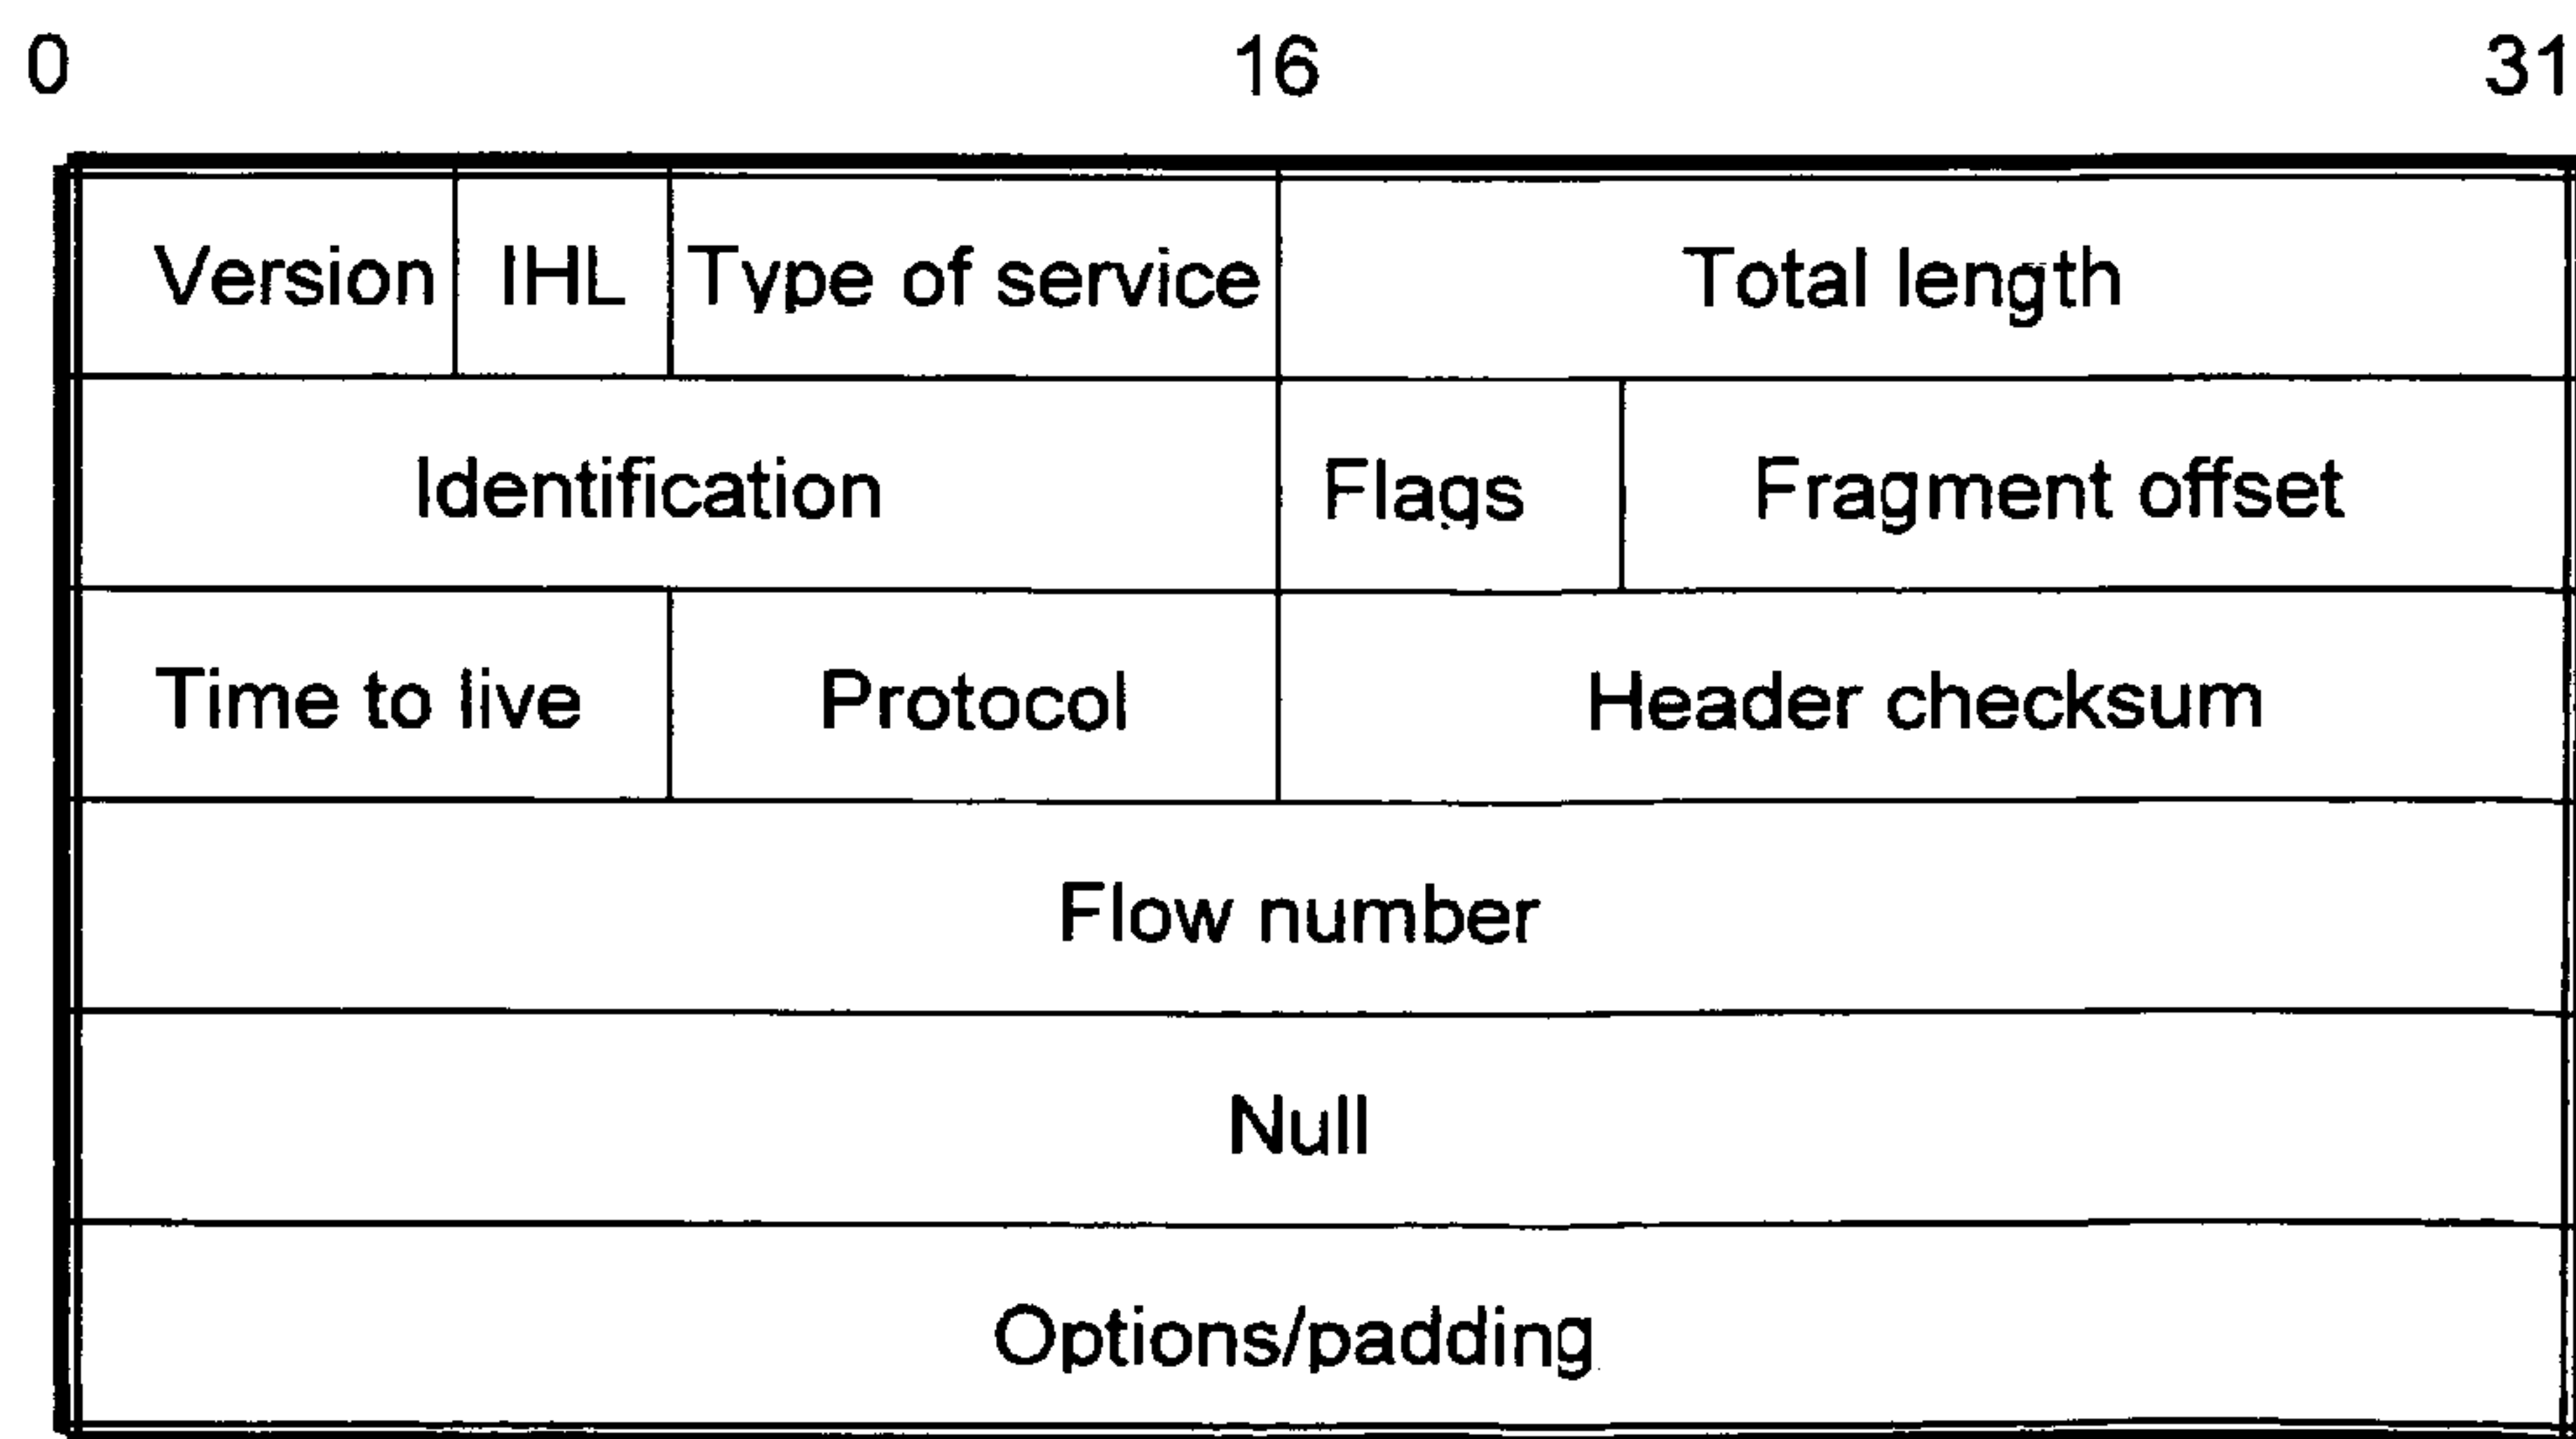 0 16 31
Version IHL Type of service Total length
Identification Flags Fragment offset
Time to live Protocol Header checksum
Flow number
Null
Options/padding